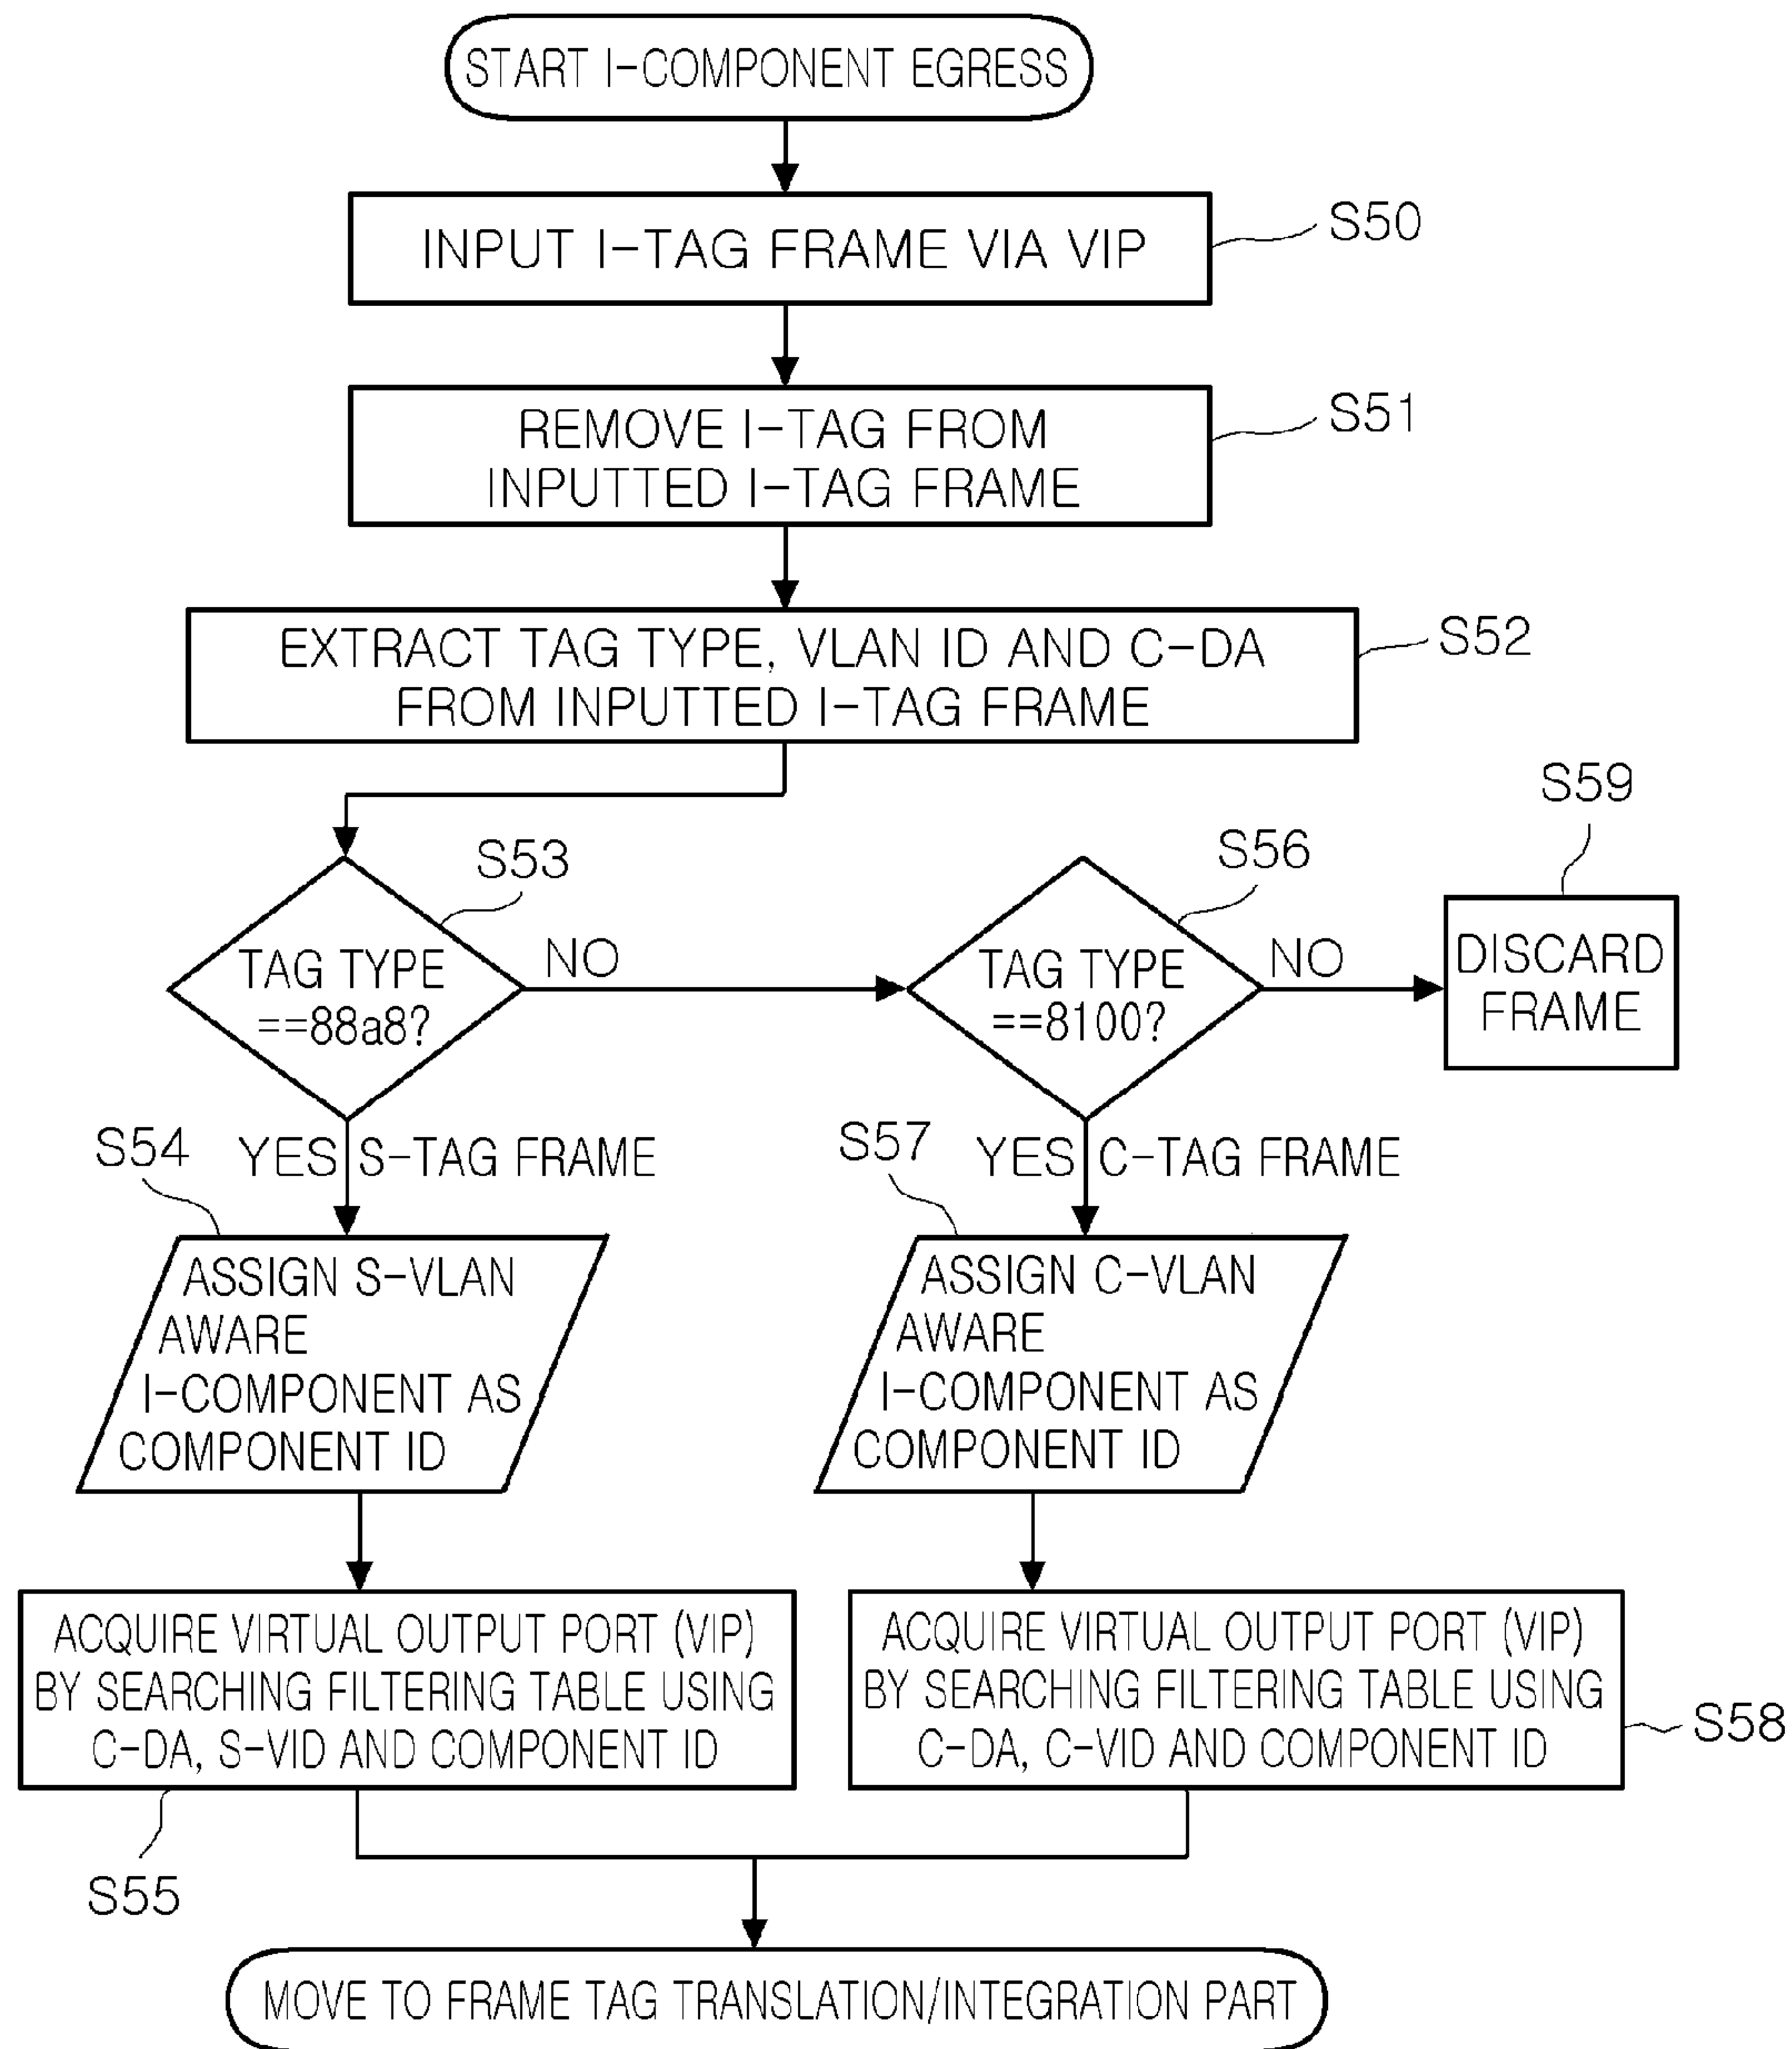 START I-COMPONENT EGRESS
INPUT I-TAG FRAME VIA VIP
S50
REMOVE I-TAG FROM
INPUTTED I-TAG FRAME
S51
EXTRACT TAG TYPE, VLAN ID AND C-DA
FROM INPUTTED I-TAG FRAME
S52
S53
TAG TYPE
==88a8?
NO
S56
TAG TYPE
==8100?
NO
S59
DISCARD
FRAME
S54
YES S-TAG FRAME
S57
YES C-TAG FRAME
ASSIGN S-VLAN
AWARE
I-COMPONENT AS
COMPONENT ID
ASSIGN C-VLAN
AWARE
I-COMPONENT AS
COMPONENT ID
ACQUIRE VIRTUAL OUTPUT PORT (VIP)
BY SEARCHING FILTERING TABLE USING
C-DA, S-VID AND COMPONENT ID
S55
ACQUIRE VIRTUAL OUTPUT PORT (VIP)
BY SEARCHING FILTERING TABLE USING
C-DA, C-VID AND COMPONENT ID
S58
MOVE TO FRAME TAG TRANSLATION/INTEGRATION PART